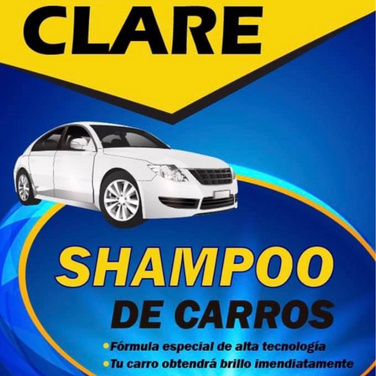 CLARE
SHAMPOO
DE CARROS
• Fórmula especial de alta tecnología
• Tu carro obtendrá brillo imendiatamente